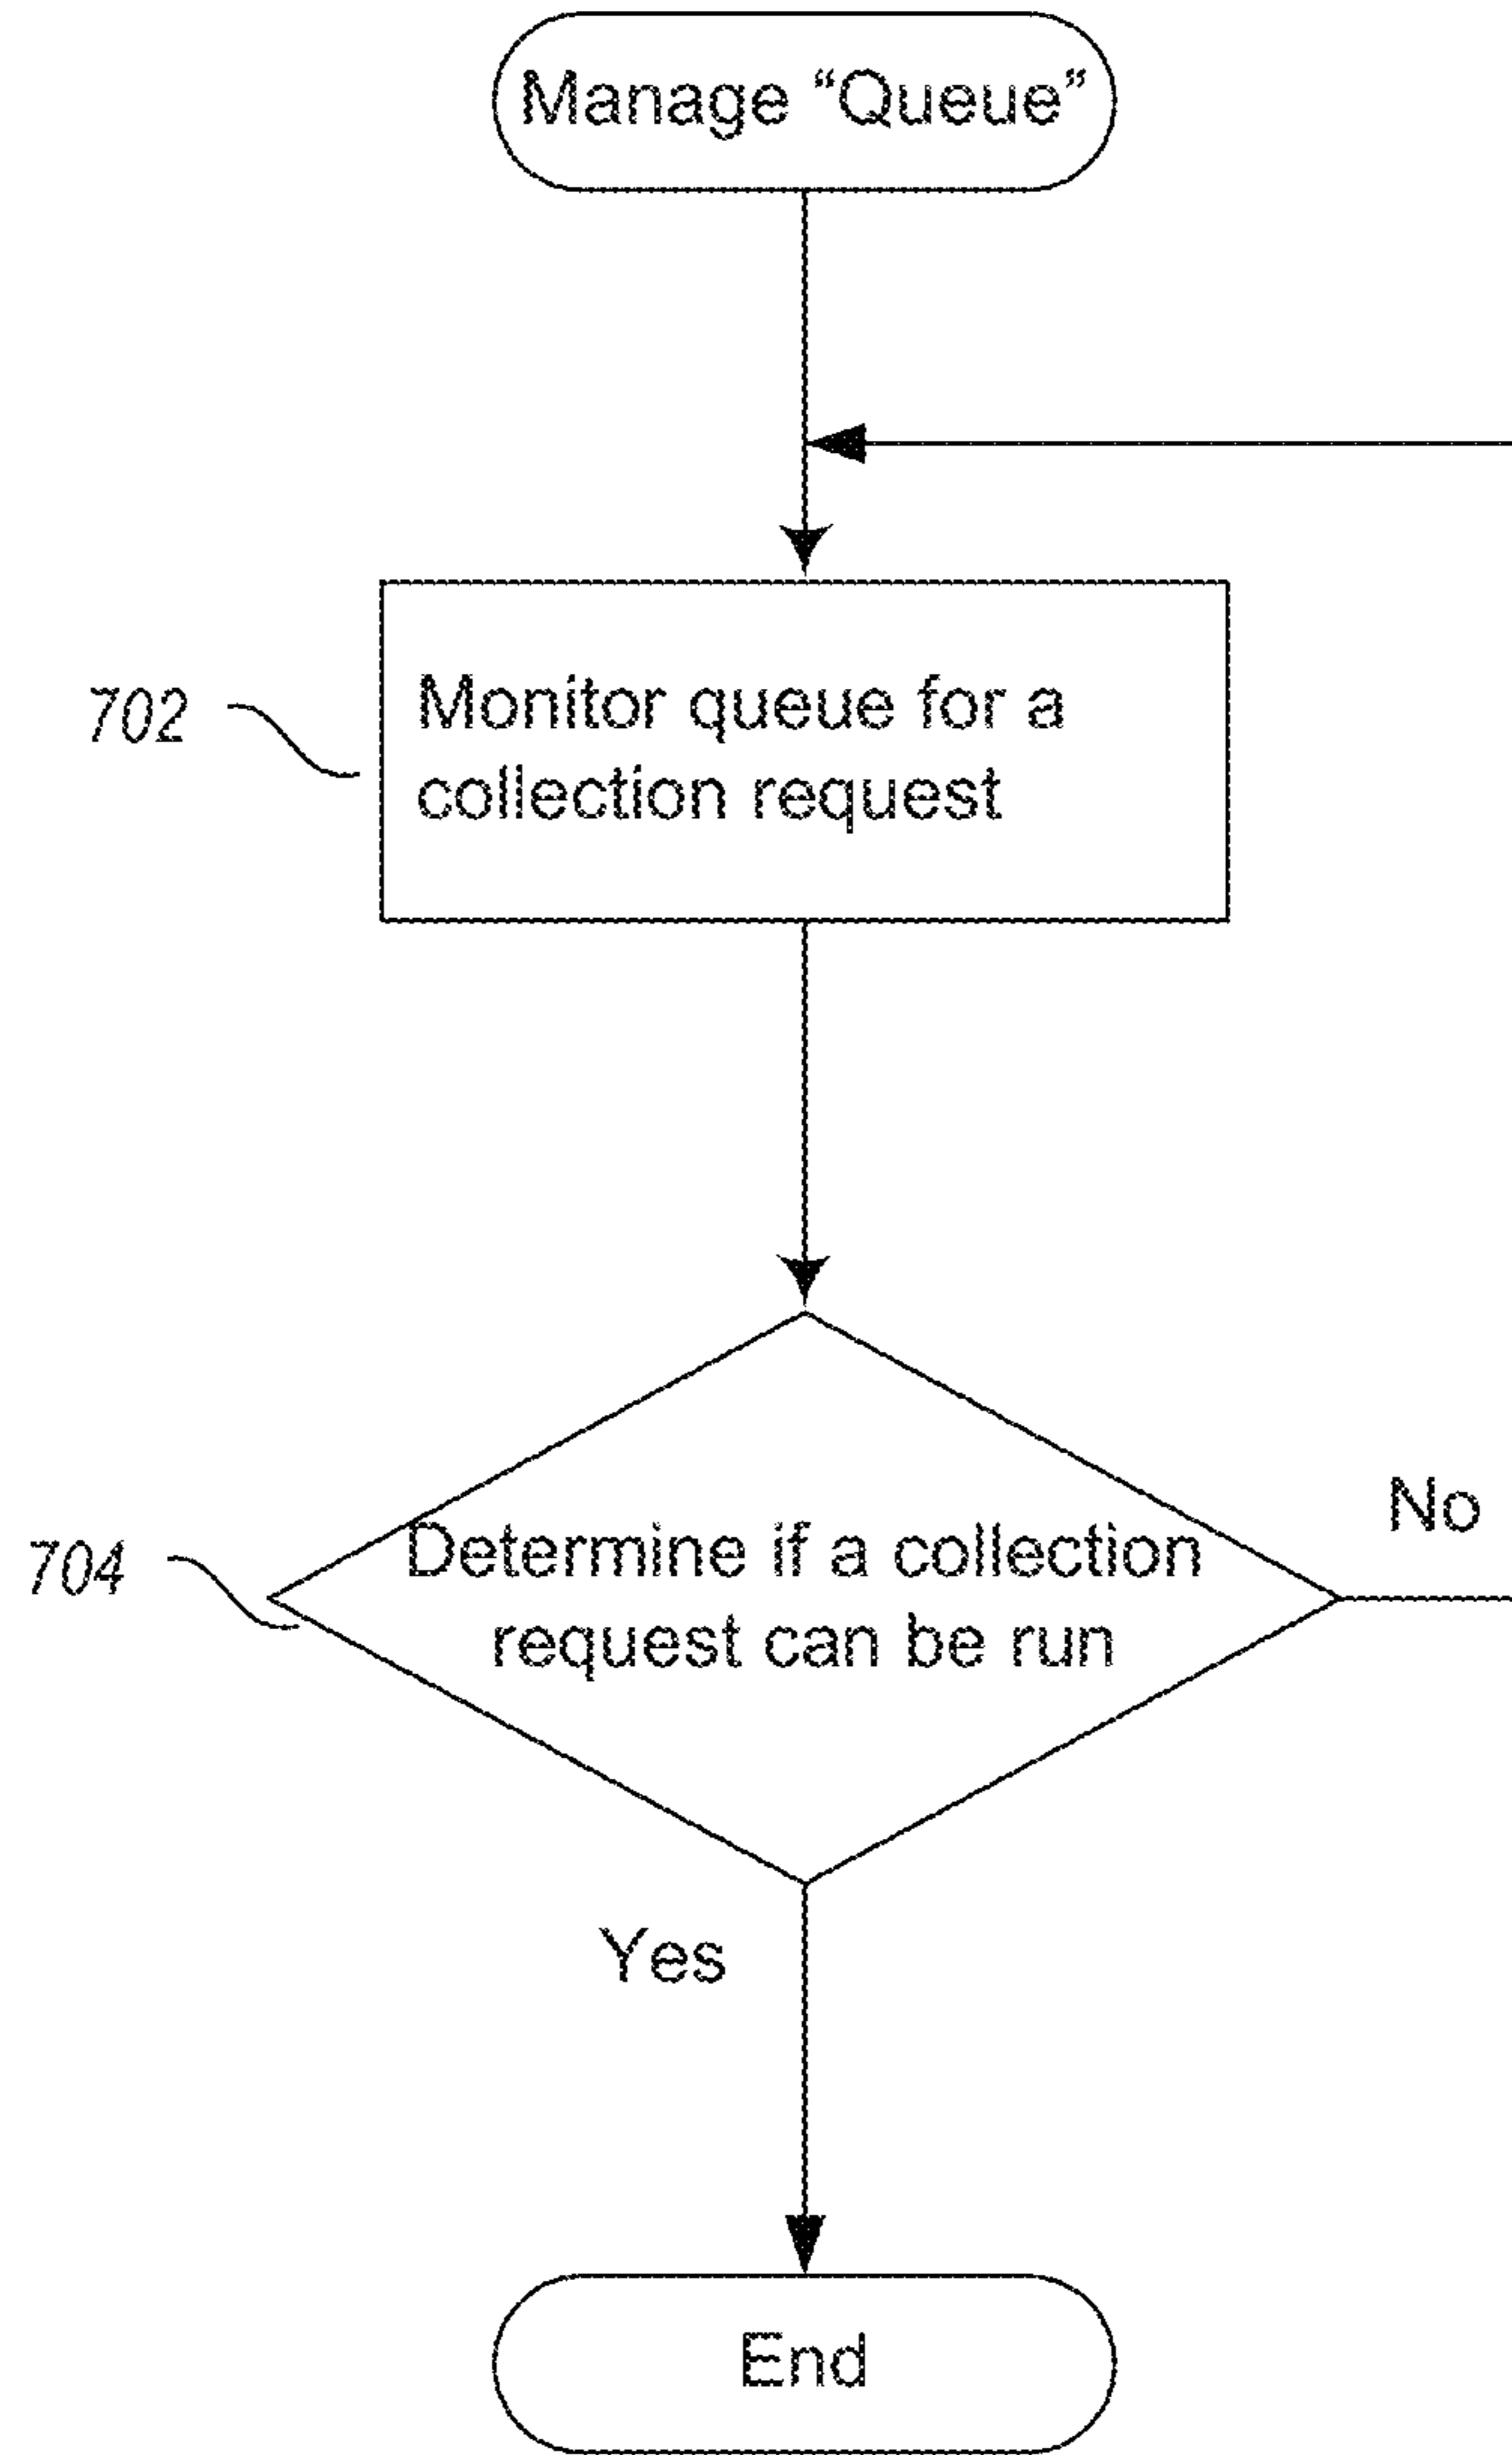 Manage “Queue”
702
Monitor queue for a
collection request
704
Determine if a collection
request can be run
No
Yes
End